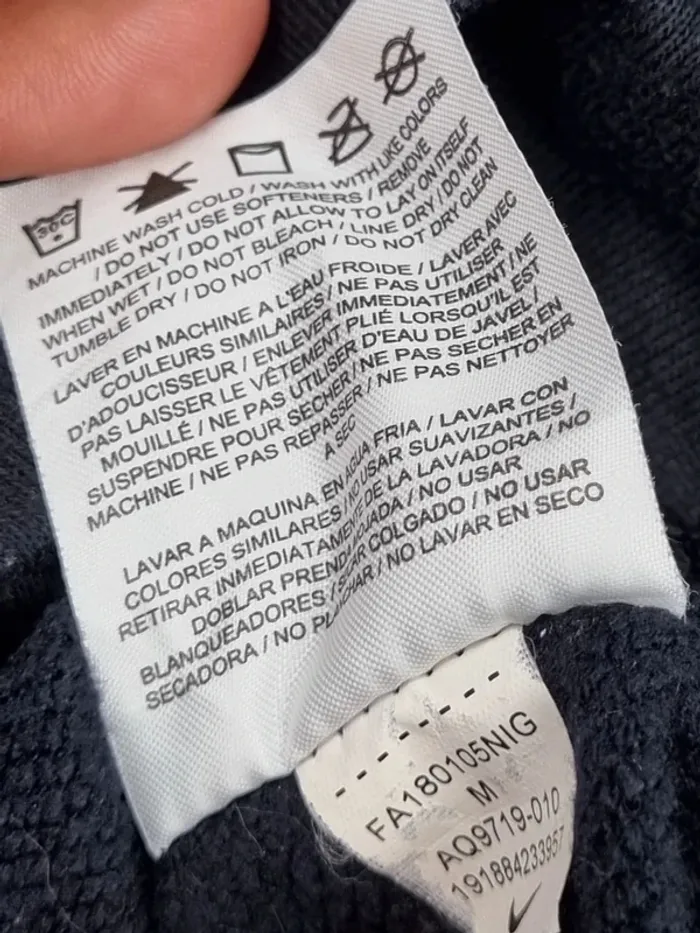 30C
MACHINE WASH COLD / WASH WITH LIKE COLORS
/ DO NOT USE SOFTENERS / REMOVE
IMMEDIATELY / DO NOT ALLOW TO LAY ON ITSELF
WHEN WET / DO NOT BLEACH / LINE DRY / DO NOT
TUMBLE DRY / DO NOT IRON / DO NOT DRY CLEAN
LAVER EN MACHINE A L'EAU FROIDE / LAVER AVEC
COULEURS SIMILAIRES / NE PAS UTILISER
D'ADOUCISSEUR / ENLEVER IMMEDIATEMENT / NE
PAS LAISSER LE VÊTEMENT PLIÉ LORSQU'IL EST
MOUILLÉ / NE PAS UTILISER D'EAU DE JAVEL /
SUSPENDRE POUR SÉCHER / NE PAS SECHER EN
MACHINE / NE PAS REPASSER / NE PAS NETTOYER
A SEC
LAVAR A MAQUINA EN AGUA FRIA / LAVAR CON
COLORES SIMILARES / NO USAR SUAVIZANTES /
RETIRAR INMEDIATAMENTE DE LA LAVADORA / NO
DOBLAR PRENDA MOJADA / NO USAR
BLANQUEADORES / SECAR COLGADO / NO USAR
SECADORA / NO PLANCHAR / NO LAVAR EN SECO
FA180105NIG
M
AQ9719-010
191884233957